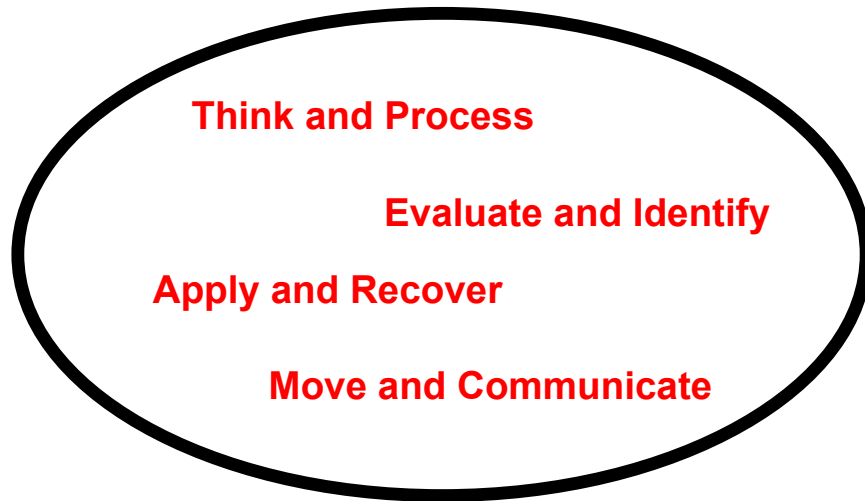 Think and Process
Evaluate and Identify
Apply and Recover
Move and Communicate